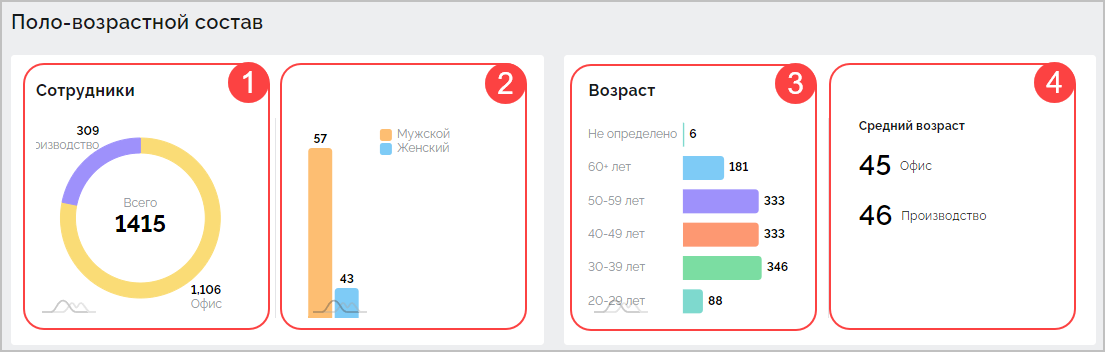 Поло-возрастной состав
1
Сотрудники
309
оизводство
Всего
1415
1,106
Офис
2
57
Мужской
Женский
43
3
Возраст
Не определено 6
60+ лет 181
50-59 лет 333
40-49 лет 333
30-39 лет 346
20-29 лет 88
4
Средний возраст
45 Офис
46 Производство